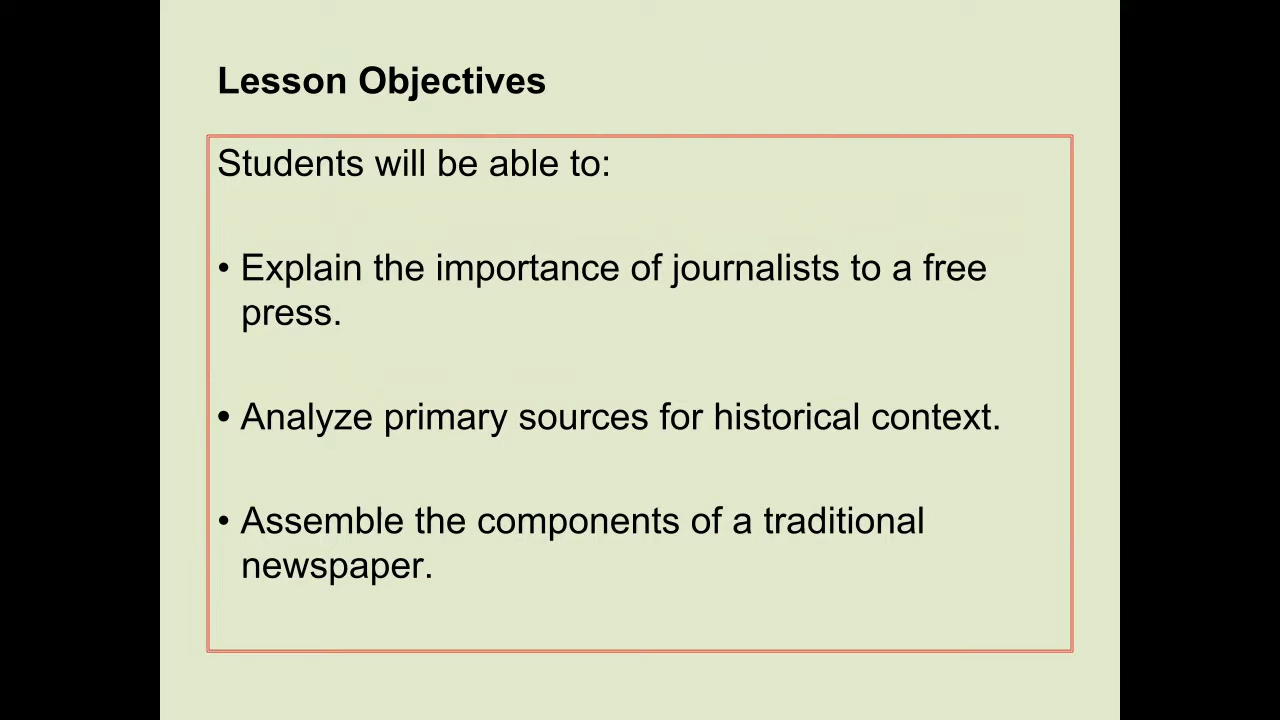 Lesson Objectives
Students will be able to:
• Explain the importance of journalists to a free
press.
• Analyze primary sources for historical context.
• Assemble the components of a traditional
newspaper.